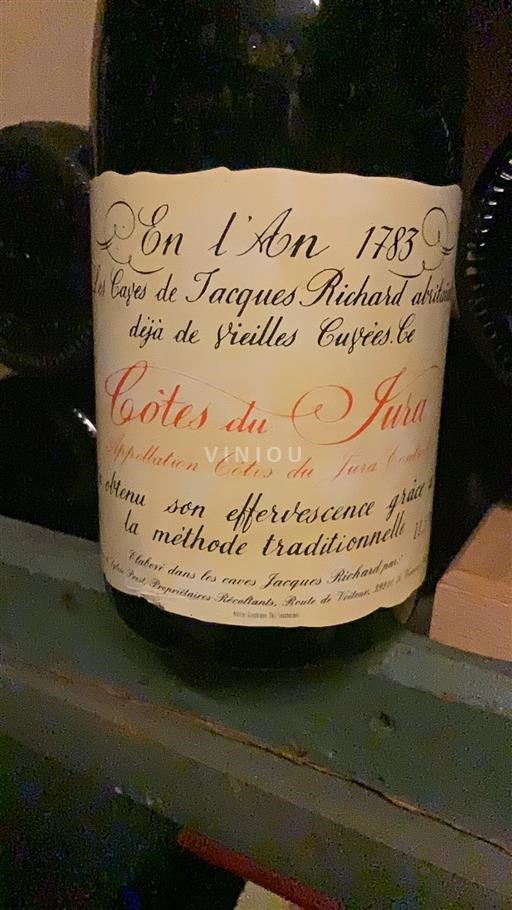 En l'An 1783
Les Caves de Jacques Richard abritaient
déjà de vieilles Cuvées. Ce
Côtes du Jura
Appellation Côtes du Jura
VINIOU
obtenu son effervescence grâce
la méthode traditionnelle
Elaboré dans les caves Jacques Richard par:
Propriétaires Récoltants, Route de Voiteur,